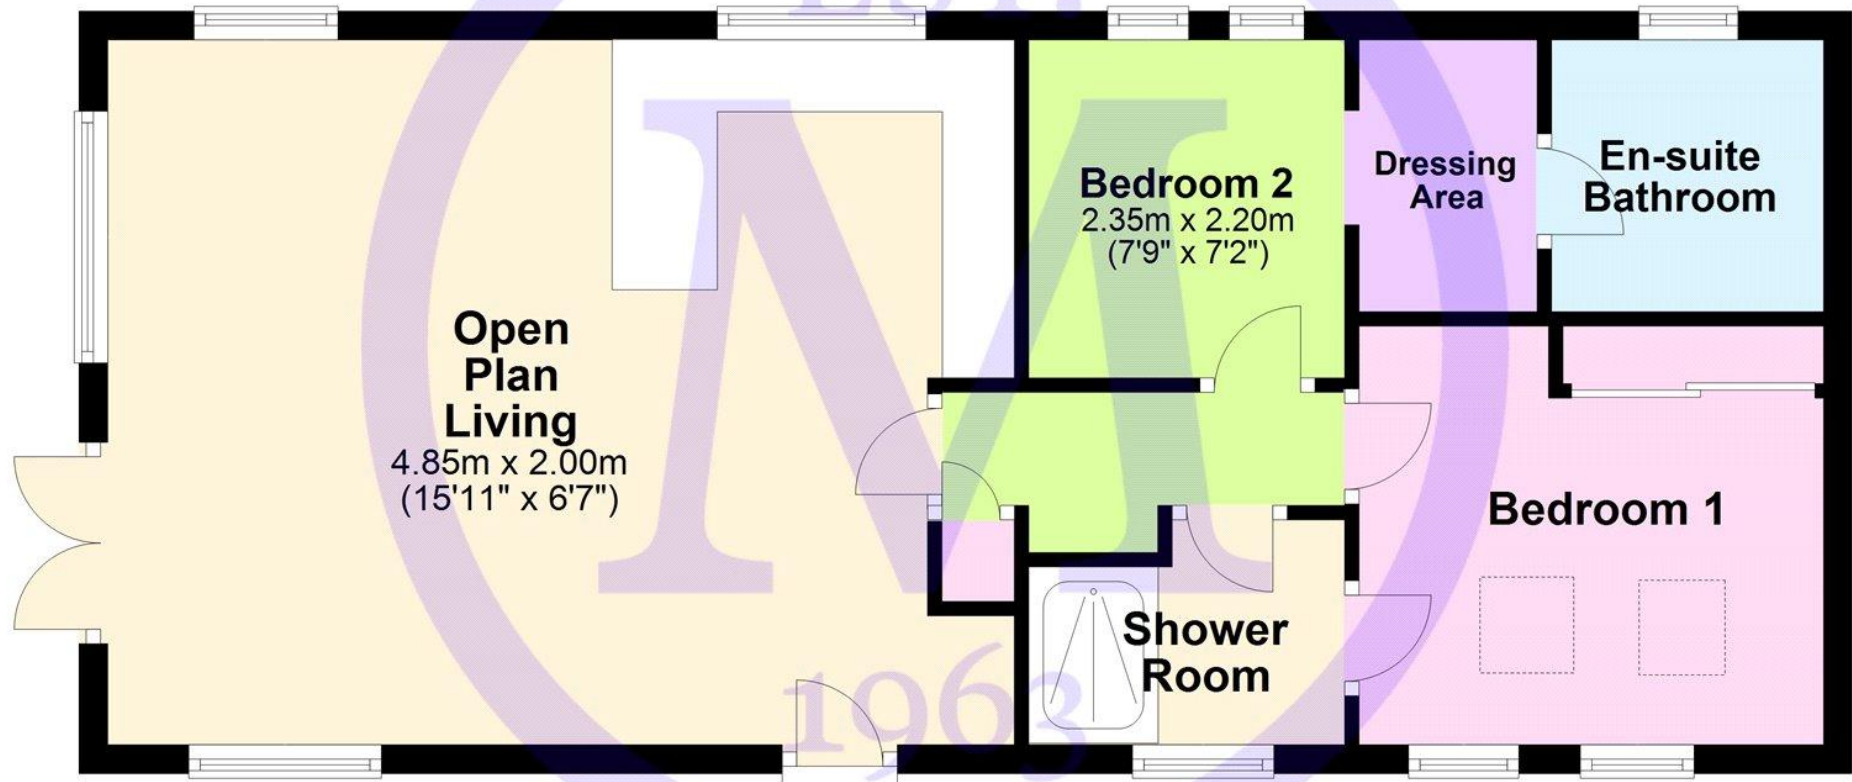 Open
Plan
Living
4.85m x 2.00m
(15'11" x 6'7")
Bedroom 2
2.35m x 2.20m
(7'9" x 7'2")
Dressing
Area
En-suite
Bathroom
Bedroom 1
Shower
Room
M
1963